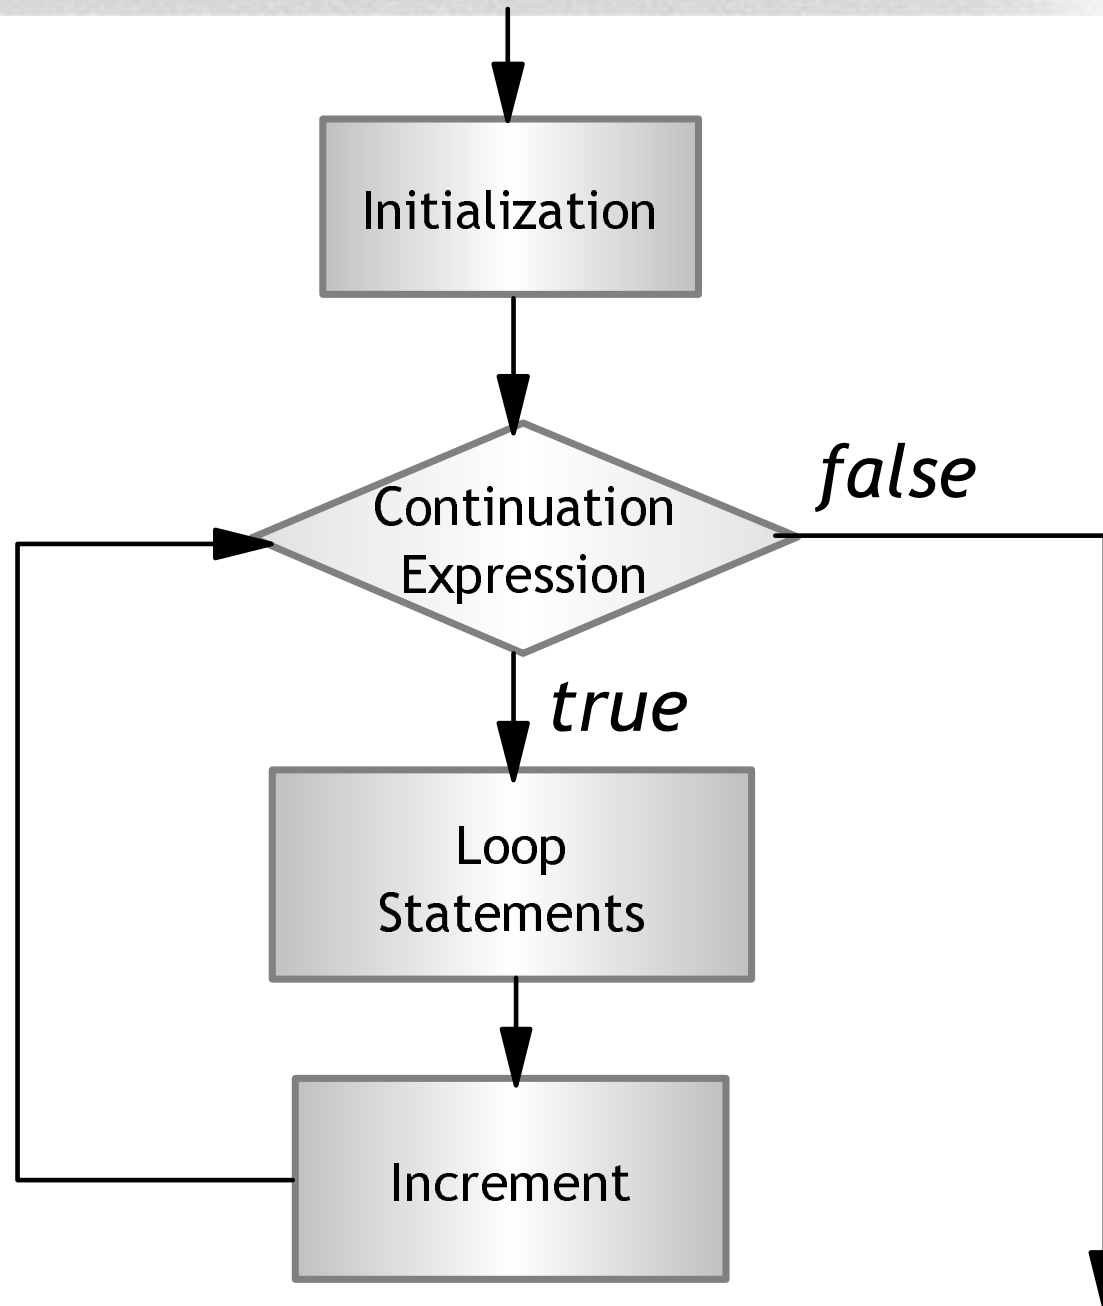 Initialization
Continuation
Expression
false
true
Loop
Statements
Increment